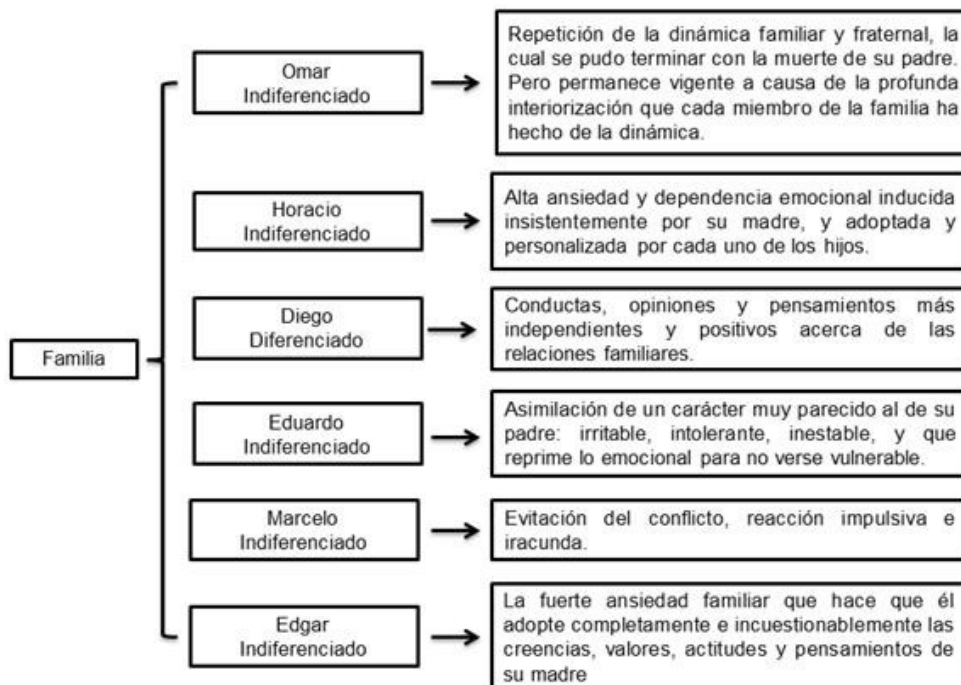 Omar
Indiferenciado
Repetición de la dinámica familiar y fraternal, la
cual se pudo terminar con la muerte de su padre.
Pero permanece vigente a causa de la profunda
interiorización que cada miembro de la familia ha
hecho de la dinámica.
Horacio
Indiferenciado
Alta ansiedad y dependencia emocional inducida
insistentemente por su madre, y adoptada y
personalizada por cada uno de los hijos.
Diego
Diferenciado
Conductas, opiniones y pensamientos más
independientes y positivos acerca de las
relaciones familiares.
Familia
Eduardo
Indiferenciado
Asimilación de un carácter muy parecido al de su
padre: irritable, intolerante, inestable, y que
reprime lo emocional para no verse vulnerable.
Marcelo
Indiferenciado
Evitación del conflicto, reacción impulsiva e
iracunda.
Edgar
Indiferenciado
La fuerte ansiedad familiar que hace que él
adopte completamente e incuestionablemente las
creencias, valores, actitudes y pensamientos de
su madre